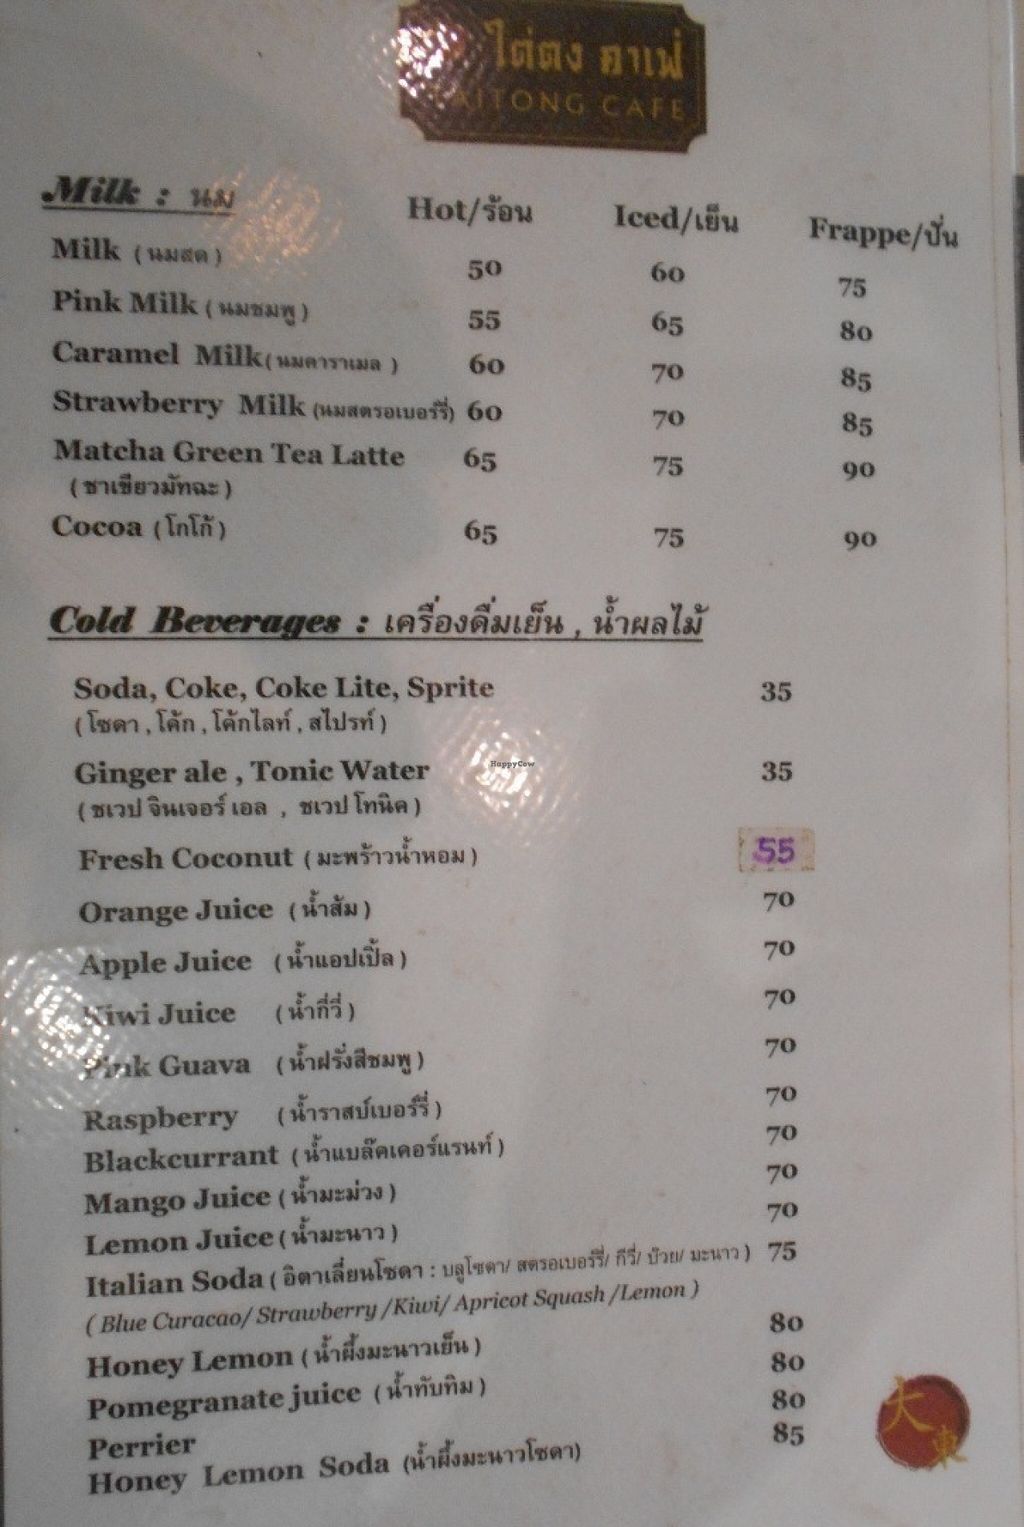 ไต่ตง คาเฟ่
AITONG CAFE
Milk : นม Hot/ร้อน Iced/เย็น Frappe/ปั่น
Milk ( นมสด ) 50 60 75
Pink Milk ( นมชมพู ) 55 65 80
Caramel Milk ( นมคาราเมล ) 60 70 85
Strawberry Milk (นมสตรอเบอร์รี่) 60 70 85
Matcha Green Tea Latte 65 75 90
( ชาเขียวมัทฉะ )
Cocoa ( โกโก้ ) 65 75 90
Cold Beverages : เครื่องดื่มเย็น , น้ำผลไม้
Soda, Coke, Coke Lite, Sprite 35
( โซดา , โค้ก , โค้กไลท์ , สไปรท์ )
HappyCow
Ginger ale , Tonic Water 35
( ชเวป จินเจอร์ เอล , ชเวป โทนิค )
Fresh Coconut ( มะพร้าวน้ำหอม ) 55
Orange Juice ( น้ำส้ม ) 70
Apple Juice ( น้ำแอปเปิ้ล ) 70
Kiwi Juice ( น้ำกี่วี่ ) 70
Pink Guava ( น้ำฝรั่งสีชมพู ) 70
Raspberry ( น้ำราสบ์เบอร์รี่ ) 70
Blackcurrant ( น้ำแบล๊คเคอร์แรนท์ ) 70
Mango Juice ( น้ำมะม่วง ) 70
Lemon Juice ( น้ำมะนาว ) 70
Italian Soda ( อิตาเลี่ยนโซดา : บลูโซดา/ สตรอเบอร์รี่/ กีวี่/ บ๊วย/ มะนาว ) 75
( Blue Curacao/ Strawberry /Kiwi/ Apricot Squash /Lemon )
Honey Lemon ( น้ำผึ้งมะนาวเย็น ) 80
Pomegranate juice ( น้ำทับทิม ) 80
Perrier 80
Honey Lemon Soda (น้ำผึ้งมะนาวโซดา) 85
大東